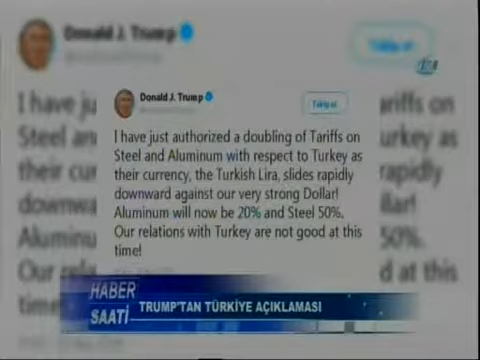 Donald J. Trump
Takip et
I have just authorized a doubling of Tariffs on
Steel and Aluminum with respect to Turkey as
their currency, the Turkish Lira, slides rapidly
downward against our very strong Dollar!
Aluminum will now be 20% and Steel 50%.
Our relations with Turkey are not good at this
time!
HABER
SAATİ
TRUMP'TAN TÜRKİYE AÇIKLAMASI